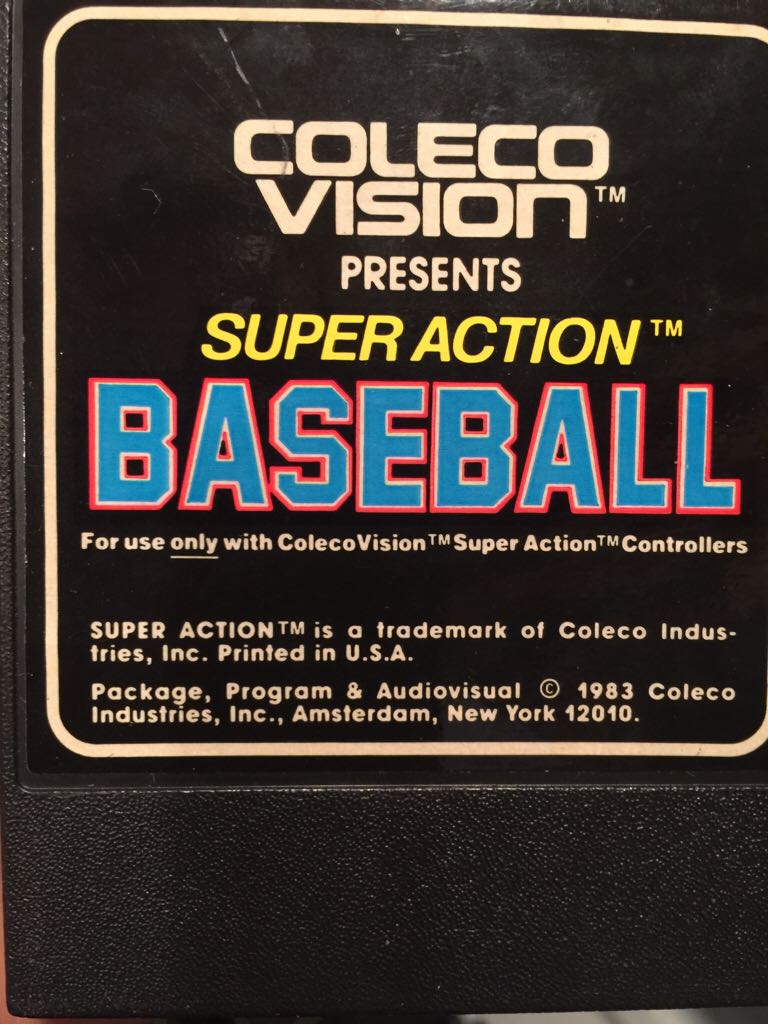 COLECO
VISION™
PRESENTS
SUPER ACTION™
BASEBALL
For use only with ColecoVision™ Super Action™ Controllers
SUPER ACTION™ is a trademark of Coleco Indus-
tries, Inc. Printed in U.S.A.
Package, Program & Audiovisual © 1983 Coleco
Industries, Inc., Amsterdam, New York 12010.